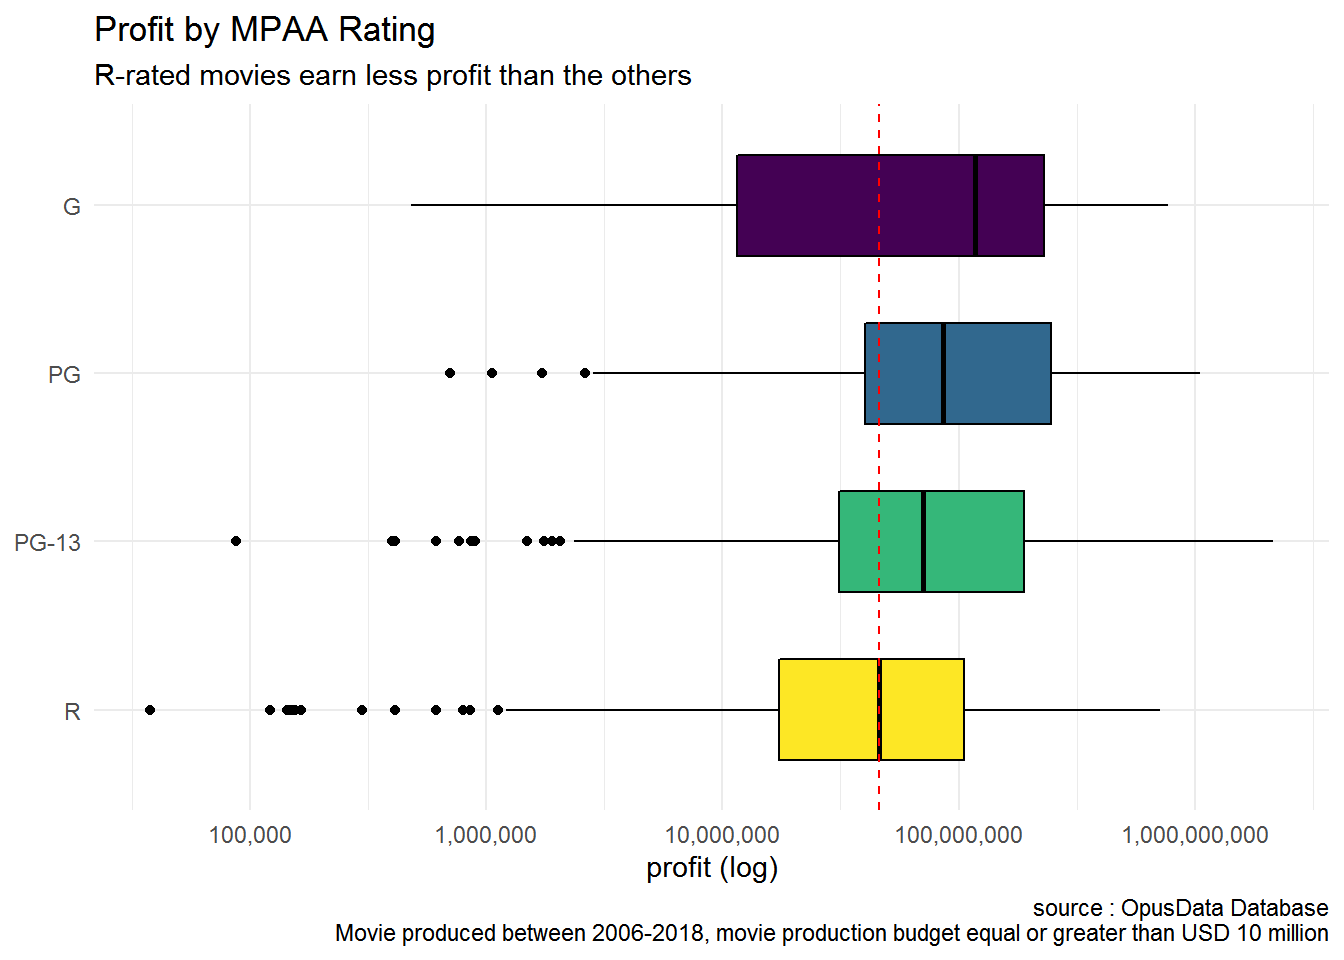 Profit by MPAA Rating
R-rated movies earn less profit than the others
G
PG
PG-13
R
100,000
1,000,000
10,000,000
100,000,000
1,000,000,000
profit (log)
source : OpusData Database
Movie produced between 2006-2018, movie production budget equal or greater than USD 10 million